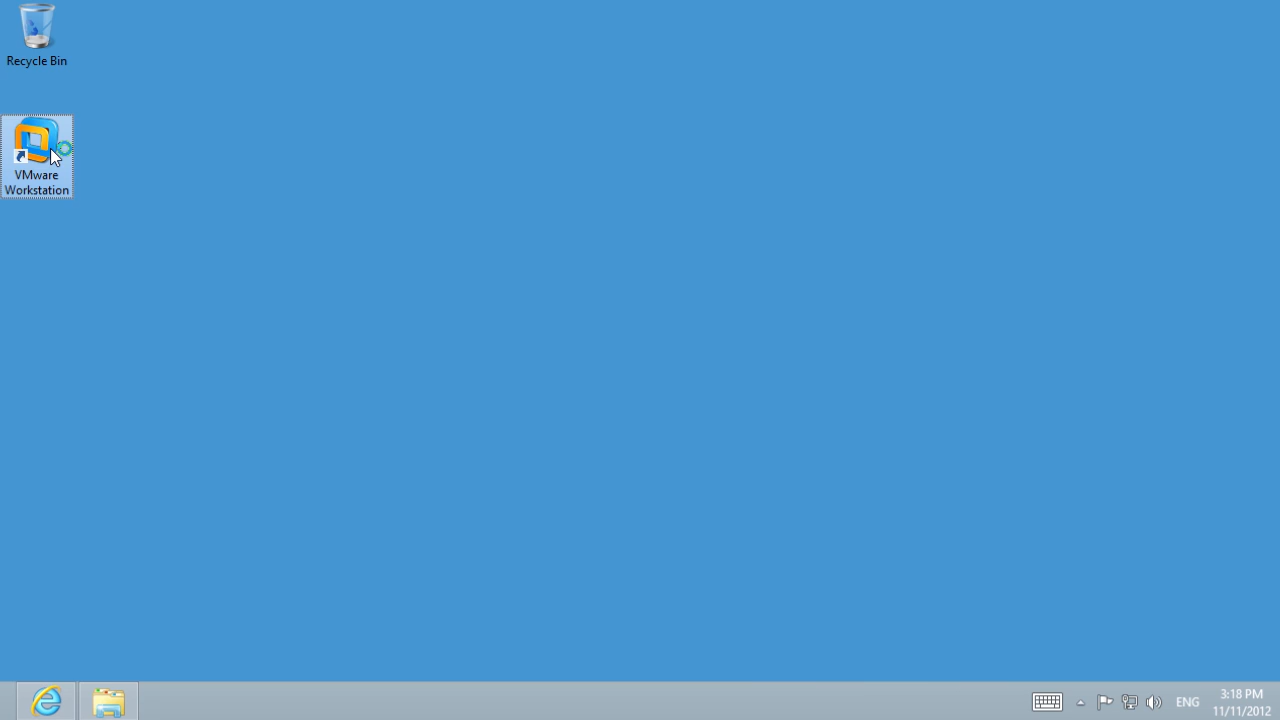 Recycle Bin
VMware
Workstation
ENG
3:18 PM
11/11/2012